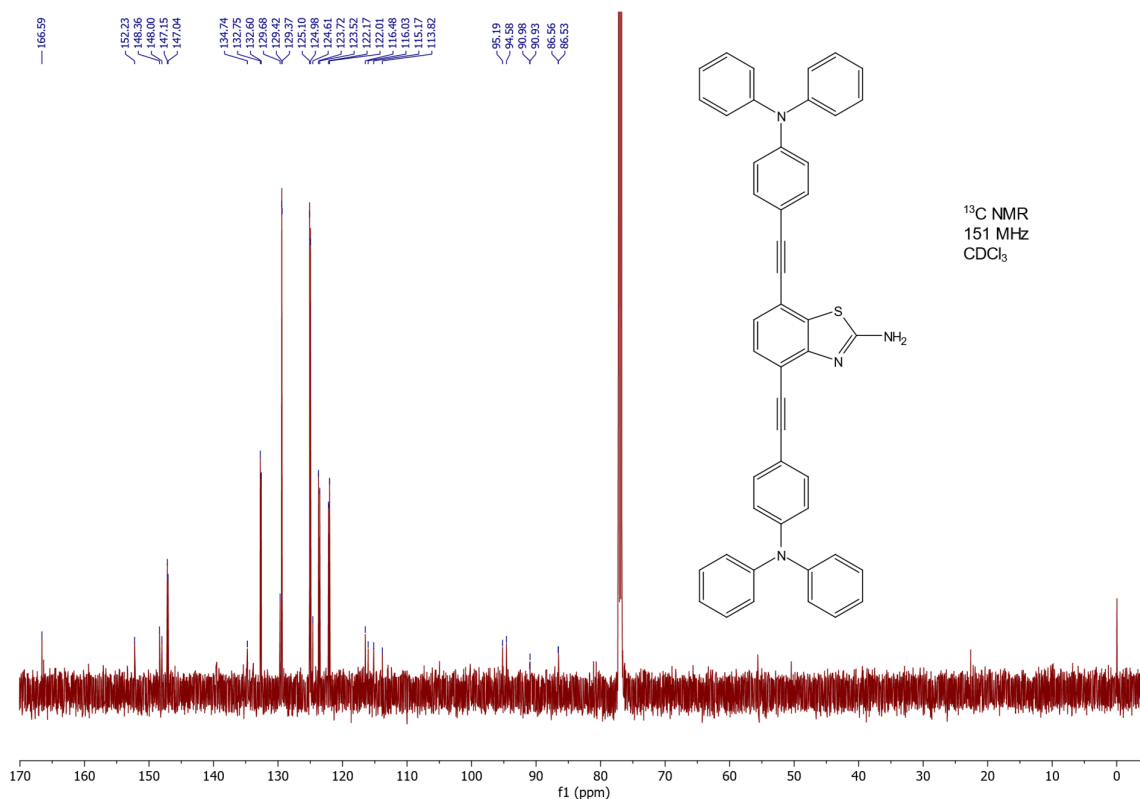 166.59
152.23
148.36
148.00
147.15
147.04
134.74
132.75
132.60
129.68
129.42
129.37
125.10
124.98
124.61
123.72
123.52
122.17
122.01
116.48
116.03
115.17
113.82
95.19
94.58
90.98
90.93
86.56
86.53
N
¹³C NMR
151 MHz
CDCl₃
S
NH₂
N
N
170 160 150 140 130 120 110 100 90 80 70 60 50 40 30 20 10 0
f1 (ppm)